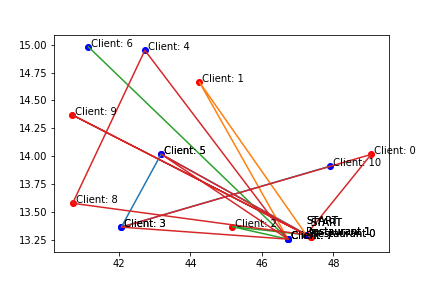 15.00
14.75
14.50
14.25
14.00
13.75
13.50
13.25
42
44
46
48
Client: 6
Client: 4
Client: 1
Client: 9
Client: 5
Client: 0
Client: 10
Client: 8
Client: 3
Client: 2
START
START